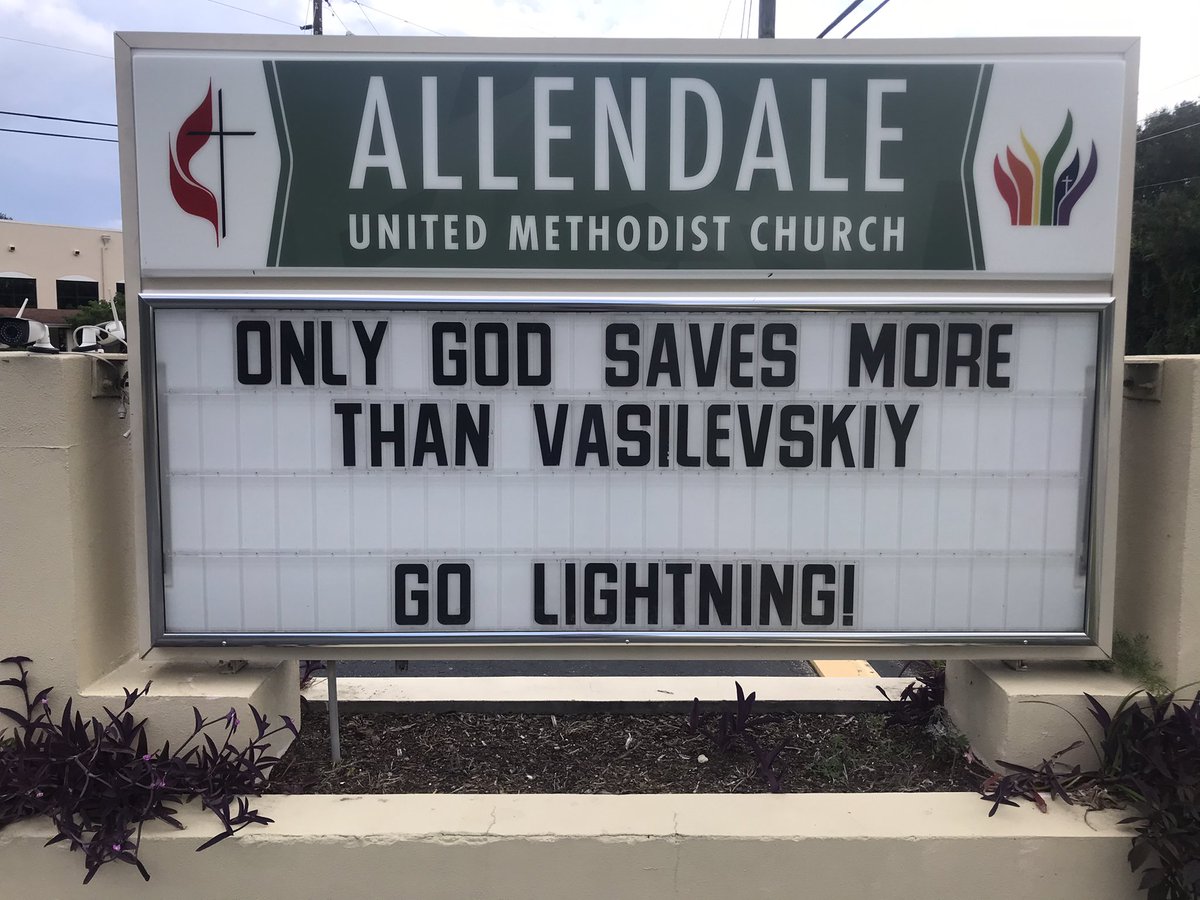 ALLENDALE
UNITED METHODIST CHURCH
ONLY GOD SAVES MORE
THAN VASILEVSKIY
GO LIGHTNING!